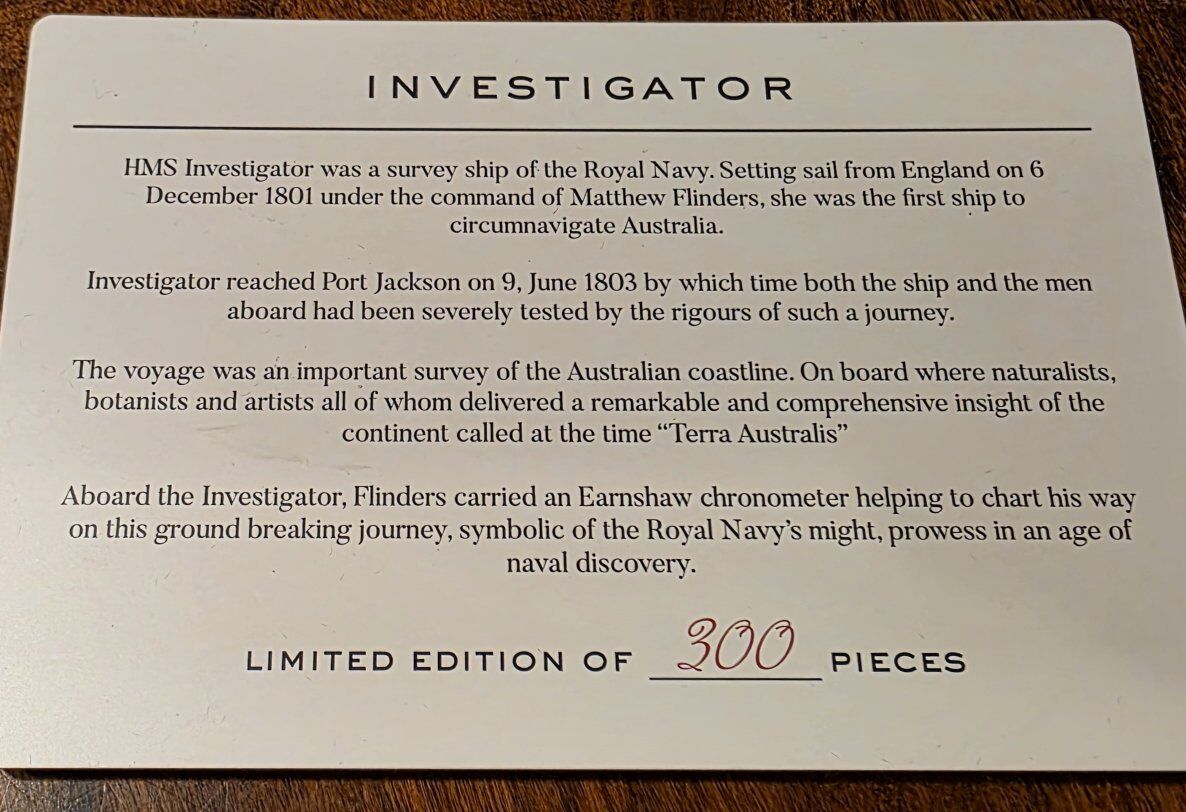 INVESTIGATOR
HMS Investigator was a survey ship of the Royal Navy. Setting sail from England on 6
December 1801 under the command of Matthew Flinders, she was the first ship to
circumnavigate Australia.
Investigator reached Port Jackson on 9, June 1803 by which time both the ship and the men
aboard had been severely tested by the rigours of such a journey.
The voyage was an important survey of the Australian coastline. On board where naturalists,
botanists and artists all of whom delivered a remarkable and comprehensive insight of the
continent called at the time “Terra Australis”
Aboard the Investigator, Flinders carried an Earnshaw chronometer helping to chart his way
on this ground breaking journey, symbolic of the Royal Navy’s might, prowess in an age of
naval discovery.
LIMITED EDITION OF 300 PIECES